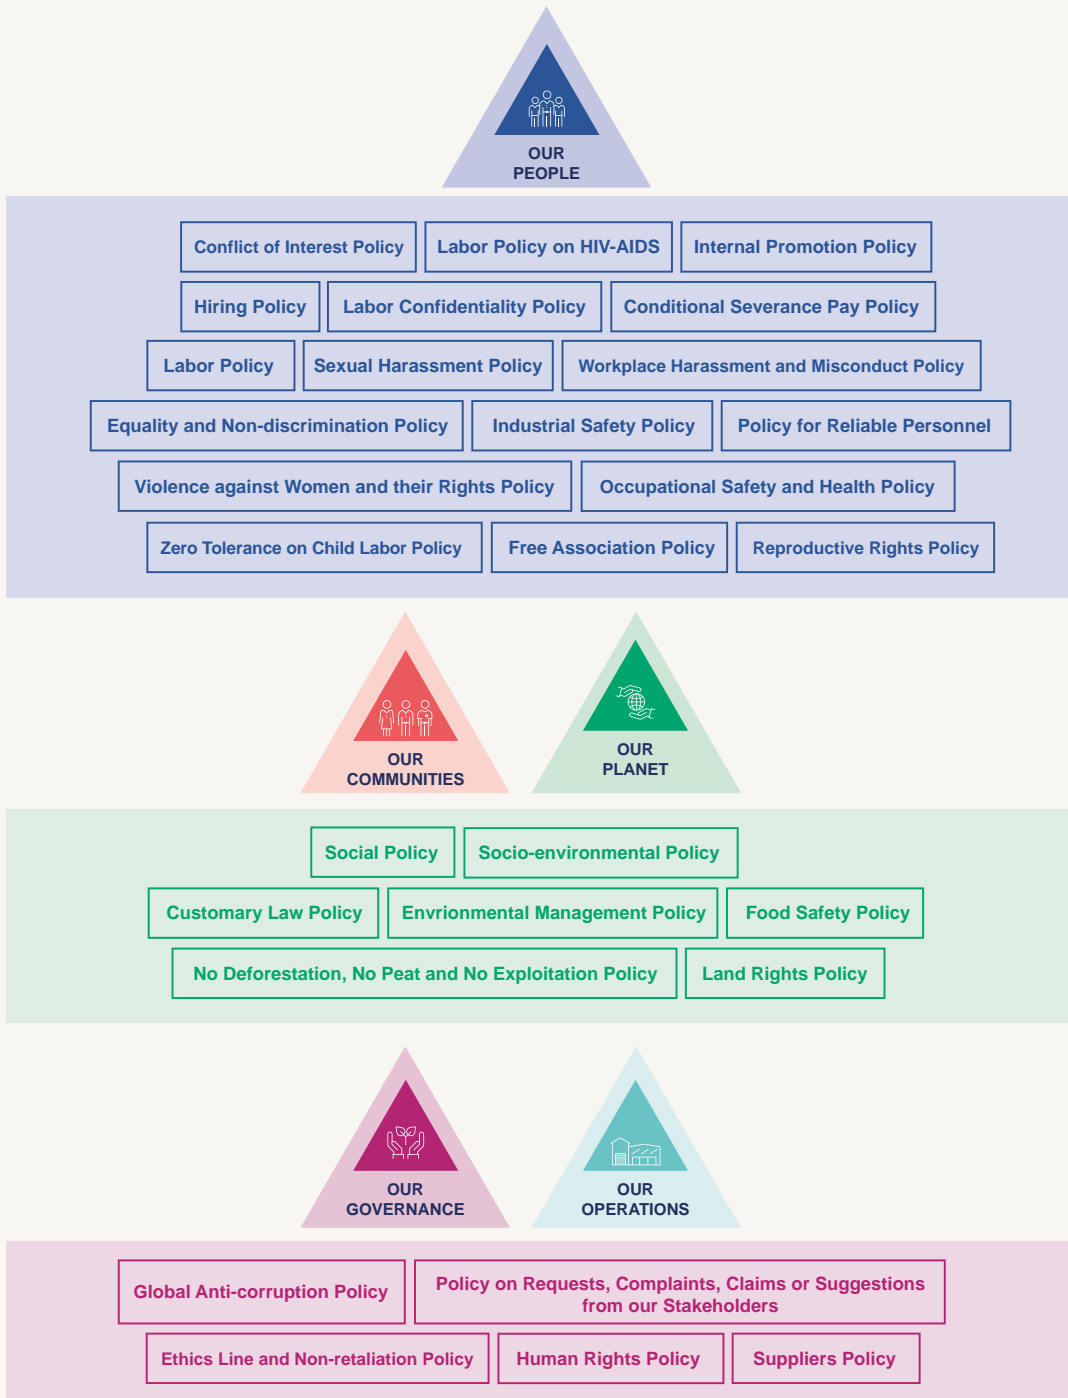 OUR
PEOPLE
Conflict of Interest Policy
Labor Policy on HIV-AIDS
Internal Promotion Policy
Hiring Policy
Labor Confidentiality Policy
Conditional Severance Pay Policy
Labor Policy
Sexual Harassment Policy
Workplace Harassment and Misconduct Policy
Equality and Non-discrimination Policy
Industrial Safety Policy
Policy for Reliable Personnel
Violence against Women and their Rights Policy
Occupational Safety and Health Policy
Zero Tolerance on Child Labor Policy
Free Association Policy
Reproductive Rights Policy
OUR
COMMUNITIES
OUR
PLANET
Social Policy
Socio-environmental Policy
Customary Law Policy
Envrionmental Management Policy
Food Safety Policy
No Deforestation, No Peat and No Exploitation Policy
Land Rights Policy
OUR
GOVERNANCE
OUR
OPERATIONS
Global Anti-corruption Policy
Policy on Requests, Complaints, Claims or Suggestions
from our Stakeholders
Ethics Line and Non-retaliation Policy
Human Rights Policy
Suppliers Policy